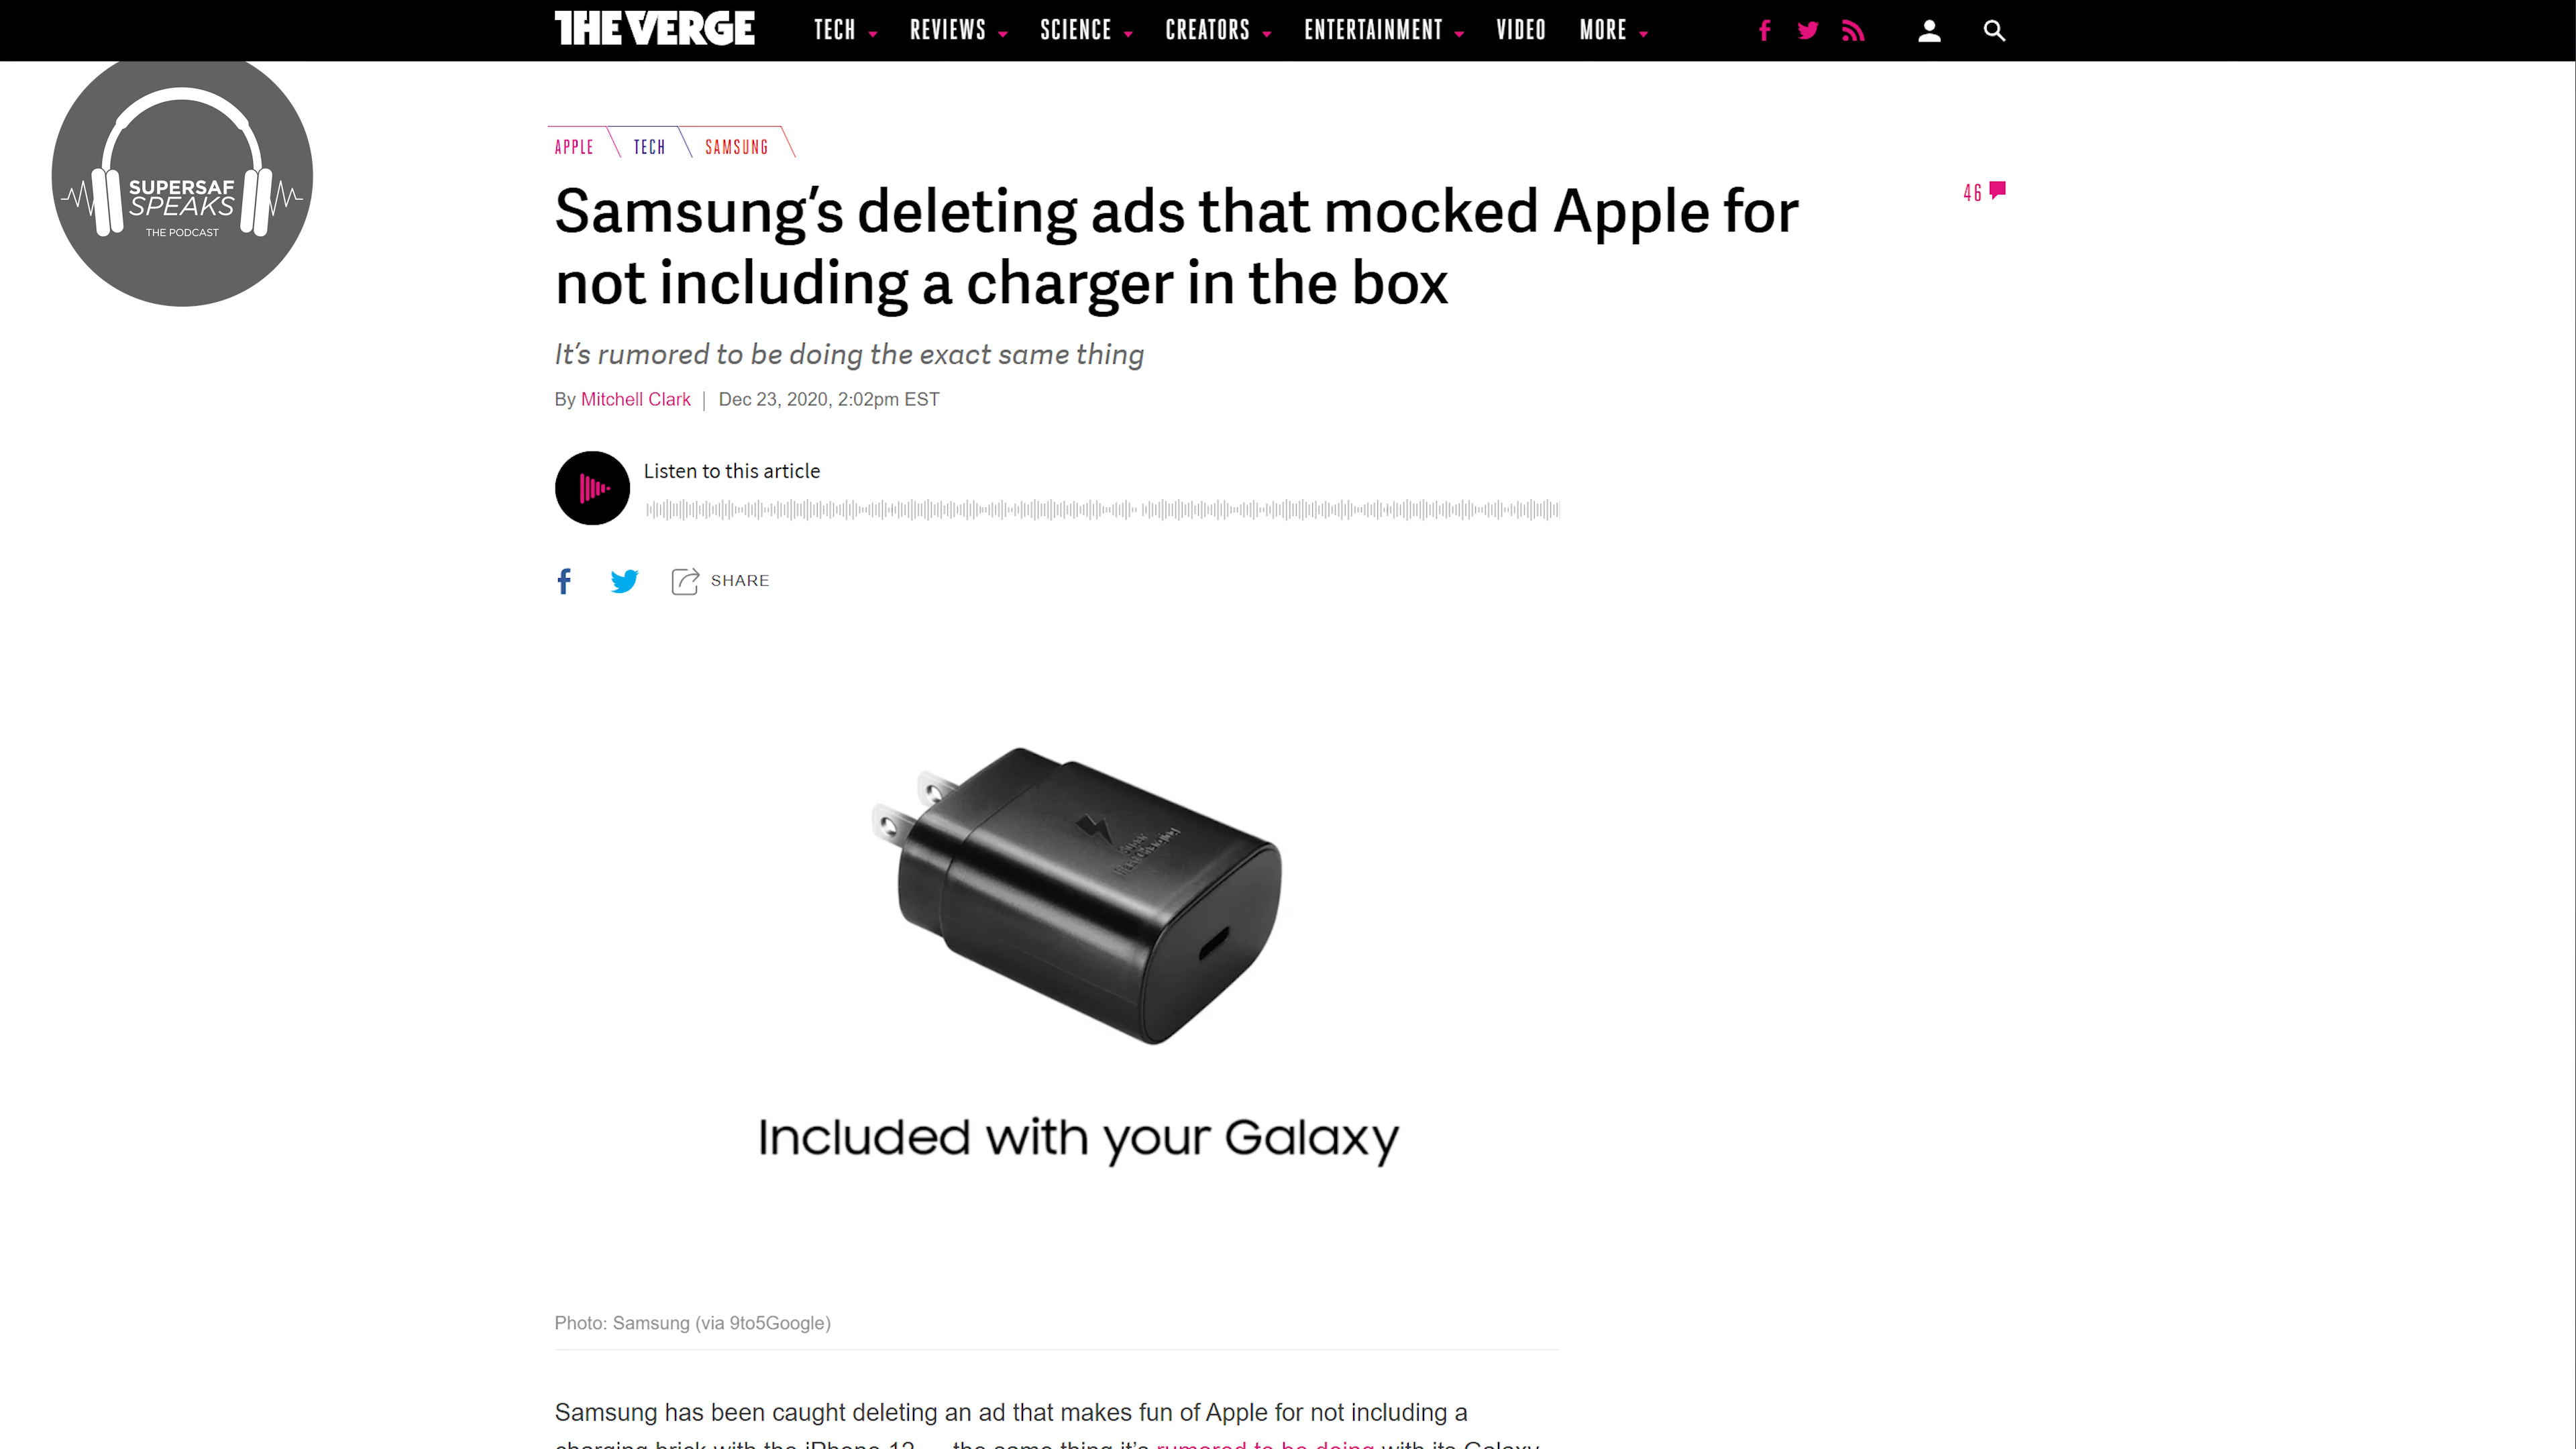 THE VERGE
TECH REVIEWS SCIENCE CREATORS ENTERTAINMENT VIDEO MORE
SUPERSAF
SPEAKS
THE PODCAST
APPLE TECH SAMSUNG
Samsung’s deleting ads that mocked Apple for
not including a charger in the box
46
It’s rumored to be doing the exact same thing
By Mitchell Clark | Dec 23, 2020, 2:02pm EST
Listen to this article
SHARE
Included with your Galaxy
Photo: Samsung (via 9to5Google)
Samsung has been caught deleting an ad that makes fun of Apple for not including a
charging brick with the iPhone 12 — the same thing it’s rumored to be doing with its Galaxy